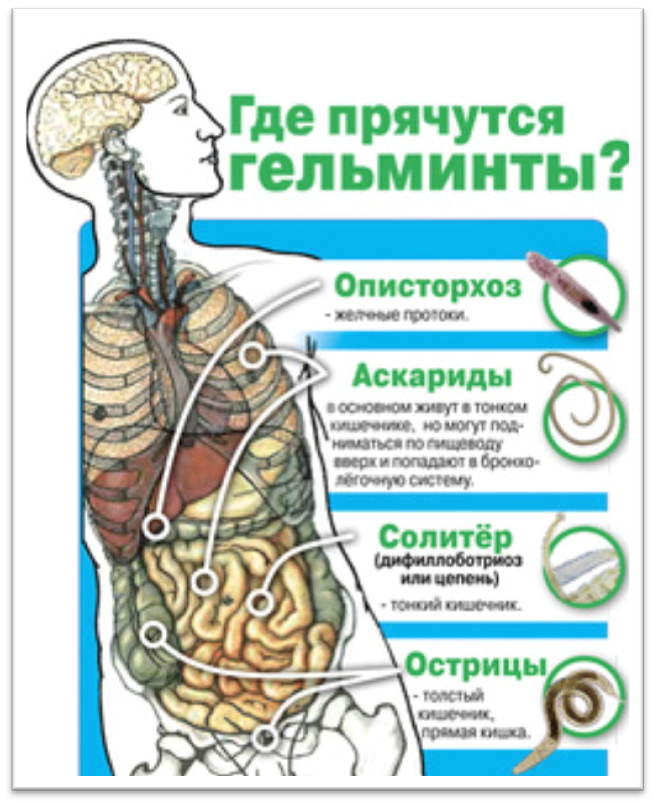 Где прячутся
гельминты?
Описторхоз
- желчные протоки.
Аскариды
в основном живут в тонком
кишечнике, но могут под-
ниматься по пищеводу
вверх и попадают в бронхо-
лёгочную систему.
Солитёр
(дифиллоботриоз
или цепень)
- тонкий кишечник.
Острицы
- толстый
кишечник,
прямая кишка.